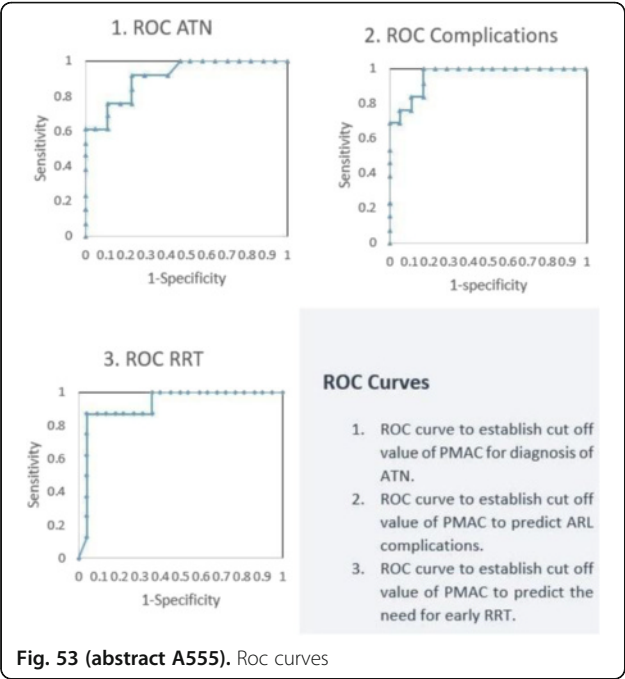 1. ROC ATN
1
0.8
0.6
0.4
0.2
0
Sensitivity
0 0.1 0.2 0.3 0.4 0.5 0.6 0.7 0.8 0.9 1
1-Specificity
2. ROC Complications
1
0.8
0.6
0.4
0.2
0
Sensitivity
0 0.1 0.2 0.3 0.4 0.5 0.6 0.7 0.8 0.9 1
1-specificity
3. ROC RRT
1
0.8
0.6
0.4
0.2
0
Sensitivity
0 0.1 0.2 0.3 0.4 0.5 0.6 0.7 0.8 0.9 1
1-Specificity
ROC Curves
1. ROC curve to establish cut off
value of PMAC for diagnosis of
ATN.
2. ROC curve to establish cut off
value of PMAC to predict ARL
complications.
3. ROC curve to establish cut off
value of PMAC to predict the
need for early RRT.
Fig. 53 (abstract A555). Roc curves